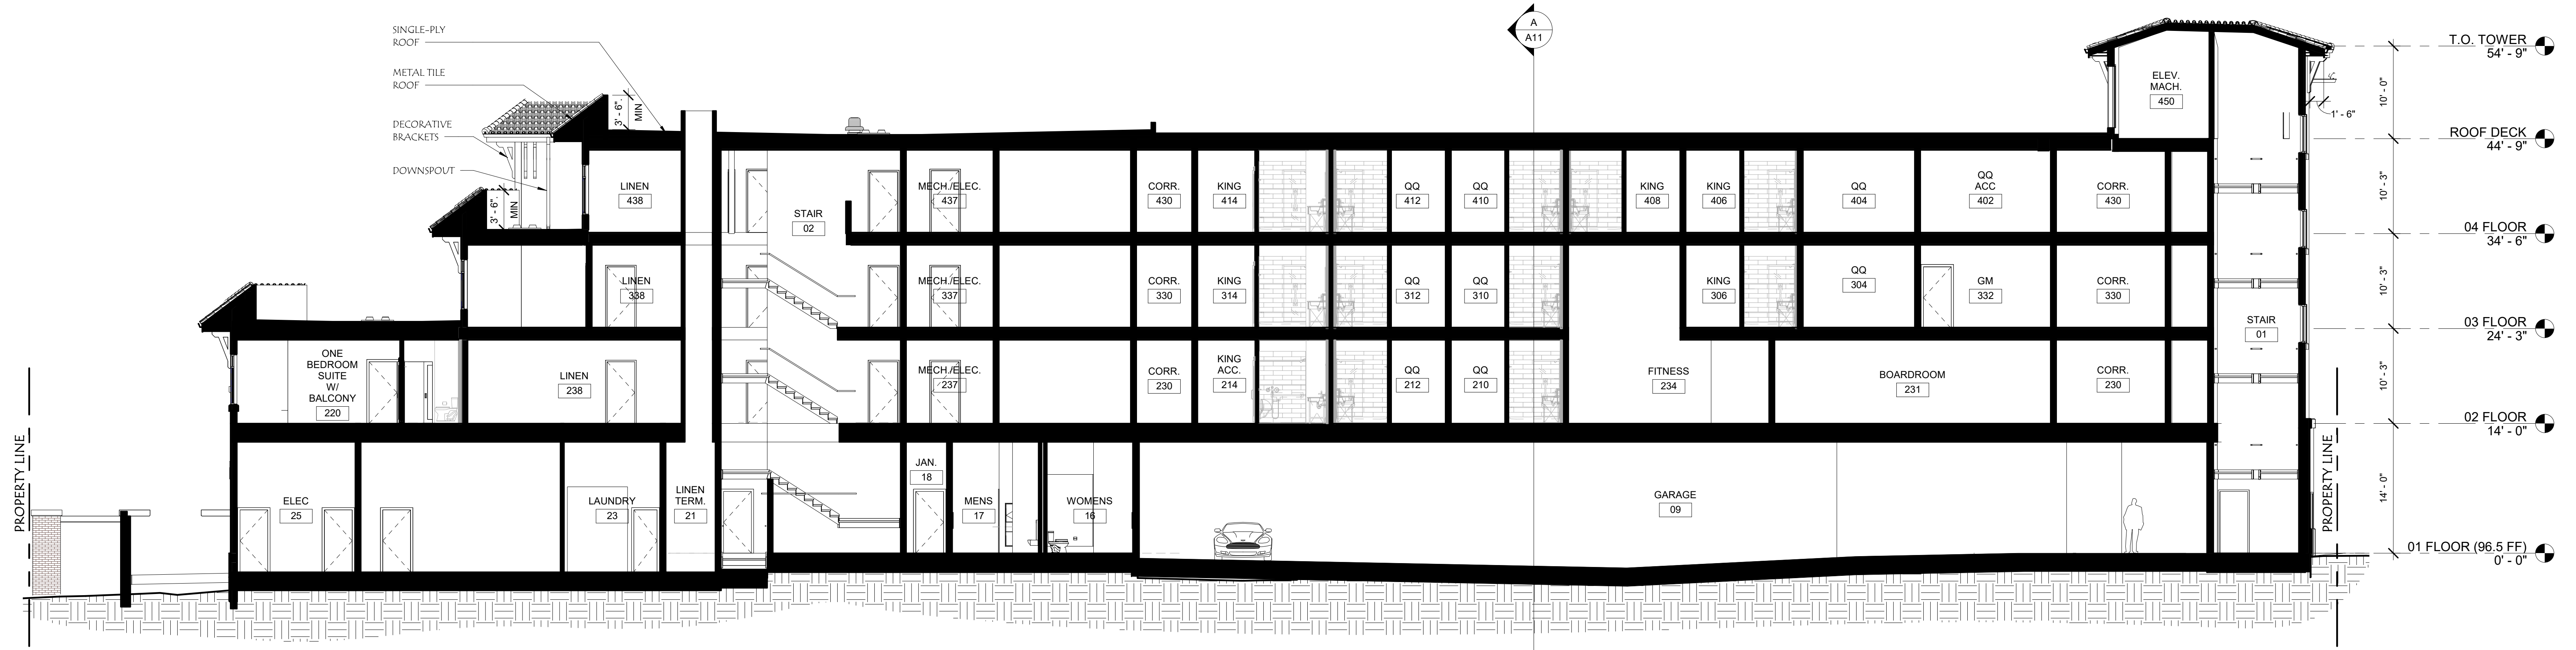 SINGLE-PLY
ROOF
METAL TILE
ROOF
DECORATIVE
BRACKETS
DOWNSPOUT
3' - 6".
MIN
3' - 6".
MIN
A
A11
T.O. TOWER
54' - 9"
ROOF DECK
44' - 9"
04 FLOOR
34' - 6"
03 FLOOR
24' - 3"
02 FLOOR
14' - 0"
01 FLOOR (96.5 FF)
0' - 0"
10' - 0"
10' - 3"
10' - 3"
10' - 3"
14' - 0"
1' - 6"
ELEV.
MACH.
450
LINEN
438
STAIR
02
MECH./ELEC.
437
CORR.
430
KING
414
QQ
412
QQ
410
KING
408
KING
406
QQ
404
QQ
ACC
402
CORR.
430
LINEN
338
MECH./ELEC.
337
CORR.
330
KING
314
QQ
312
QQ
310
KING
306
QQ
304
GM
332
CORR.
330
STAIR
01
ONE
BEDROOM
SUITE
W/
BALCONY
220
LINEN
238
MECH./ELEC.
237
CORR.
230
KING
ACC.
214
QQ
212
QQ
210
FITNESS
234
BOARDROOM
231
CORR.
230
PROPERTY LINE
ELEC
25
LAUNDRY
23
LINEN
TERM.
21
JAN.
18
MENS
17
WOMENS
16
GARAGE
09
PROPERTY LINE